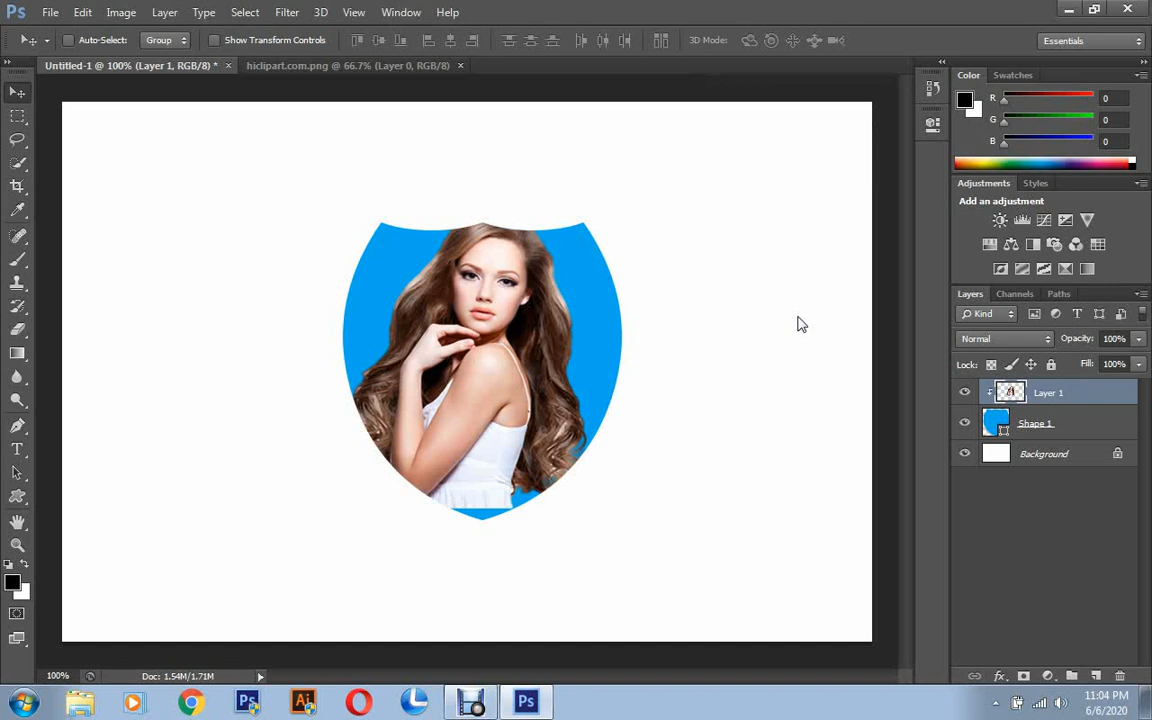 Ps File Edit Image Layer Type Select Filter 3D View Window Help
Auto-Select: Group Show Transform Controls 3D Mode: Essentials
Untitled-1 @ 100% (Layer 1, RGB/8) * × hiclipart.com.png @ 66.7% (Layer 0, RGB/8) ×
Color Swatches
R 0
G 0
B 0
Adjustments Styles
Add an adjustment
Layers Channels Paths
Kind
Normal Opacity: 100%
Lock: Fill: 100%
Layer 1
Shape 1
Background
100% Doc: 1.54M/1.71M
Ps Ai Ps
11:04 PM
6/6/2020